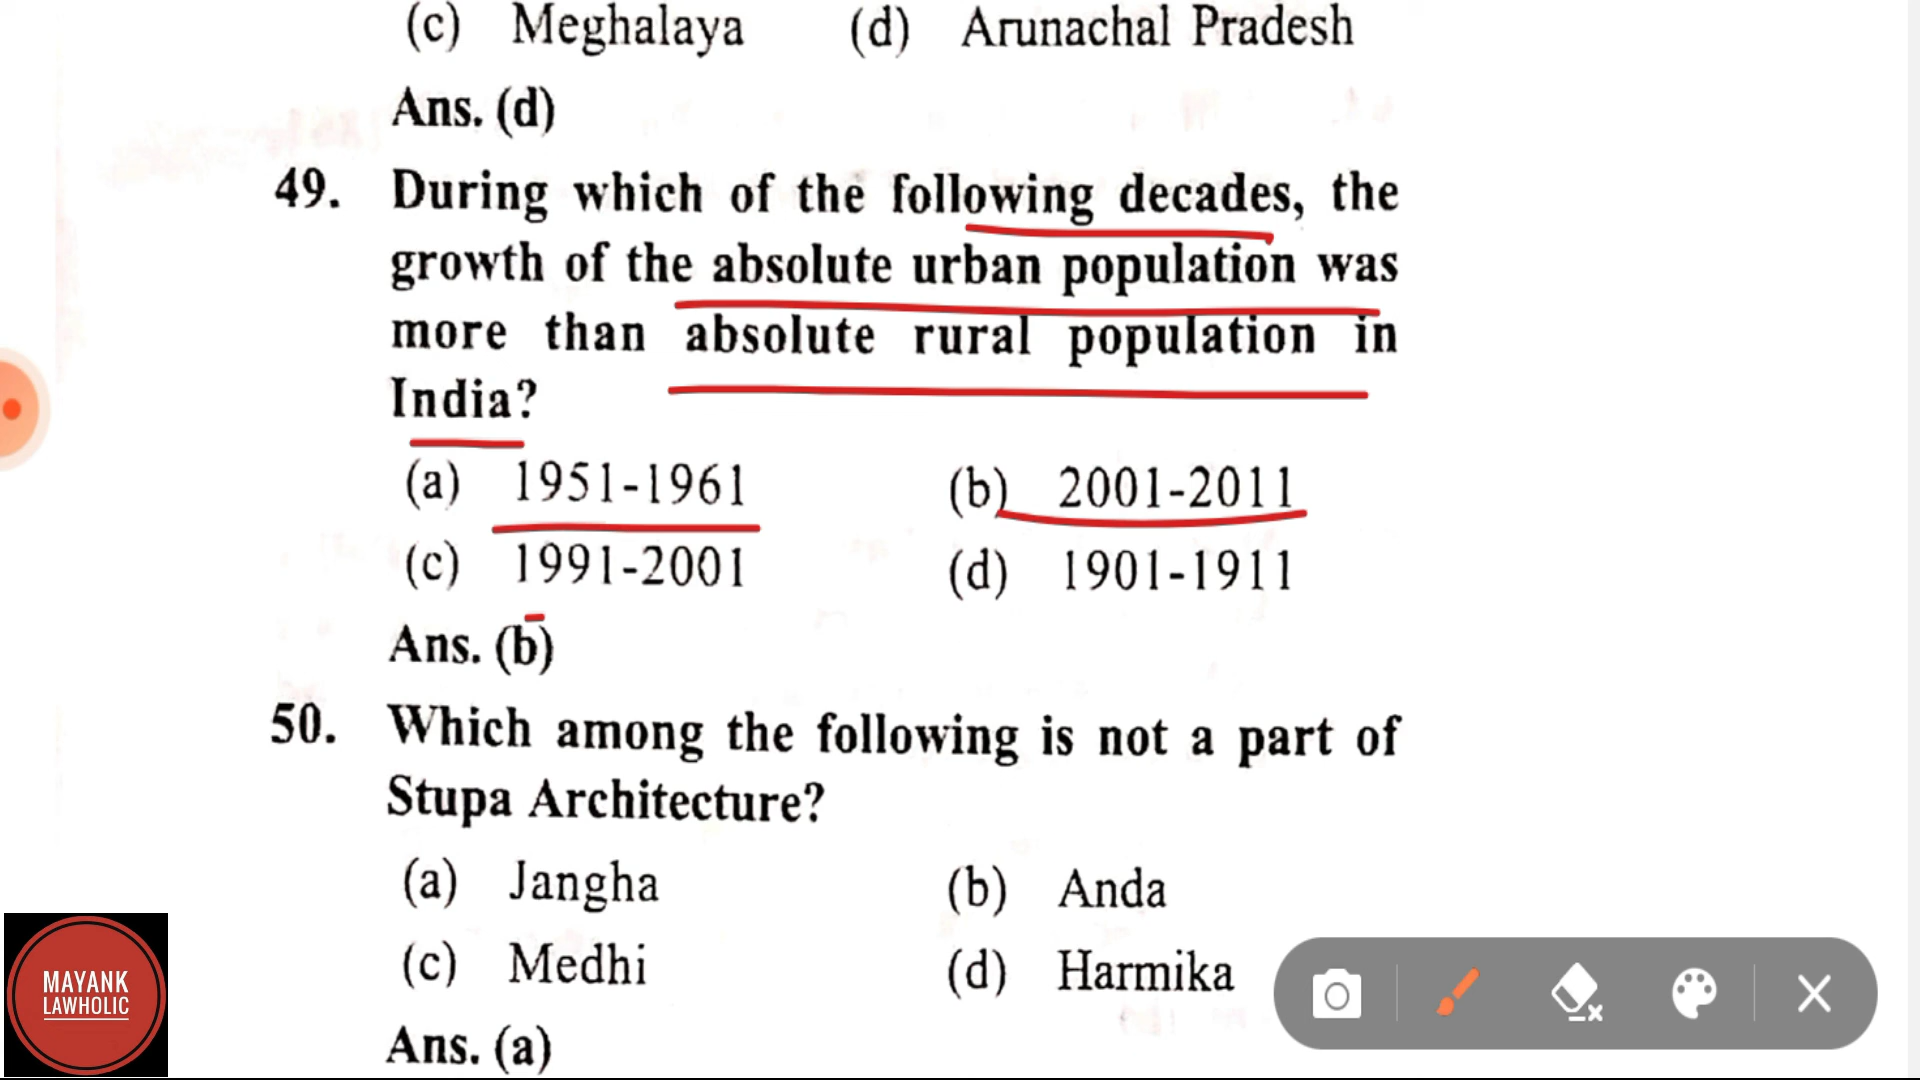 (c) Meghalaya (d) Arunachal Pradesh
Ans. (d)
49. During which of the following decades, the
growth of the absolute urban population was
more than absolute rural population in
India?
(a) 1951-1961 (b) 2001-2011
(c) 1991-2001 (d) 1901-1911
Ans. (b)
50. Which among the following is not a part of
Stupa Architecture?
(a) Jangha (b) Anda
(c) Medhi (d) Harmika
Ans. (a)
MAYANK
LAWHOLIC